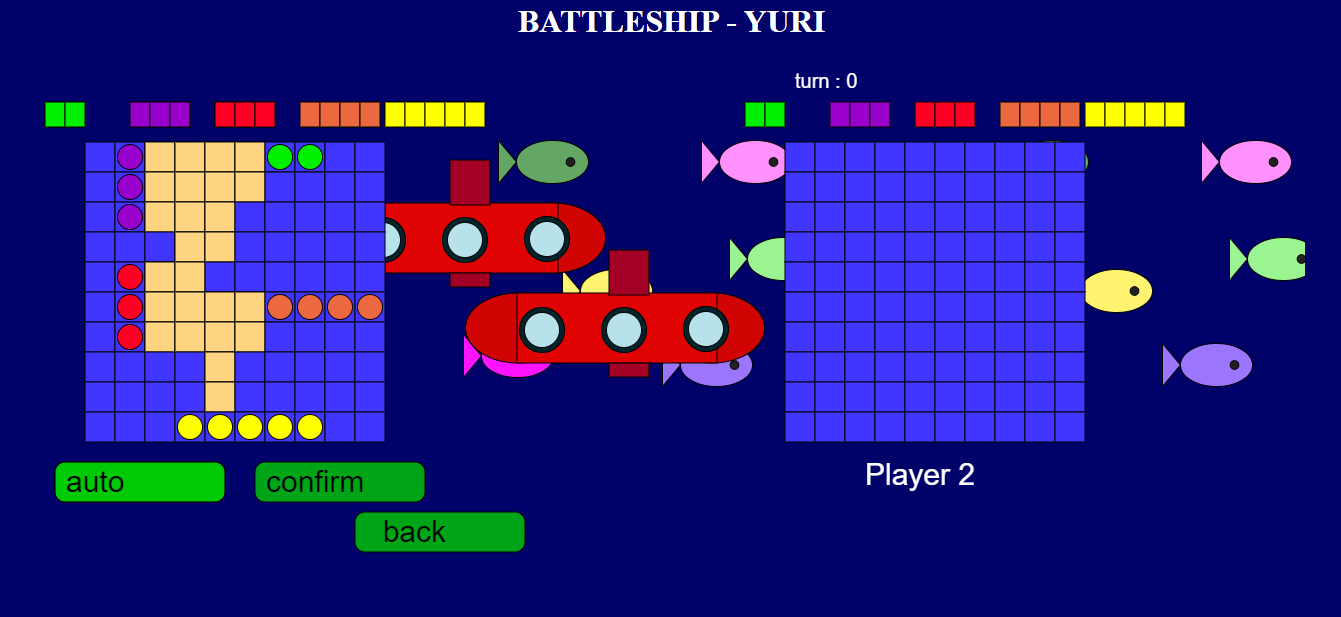 BATTLESHIP - YURI
turn : 0
auto
confirm
Player 2
back